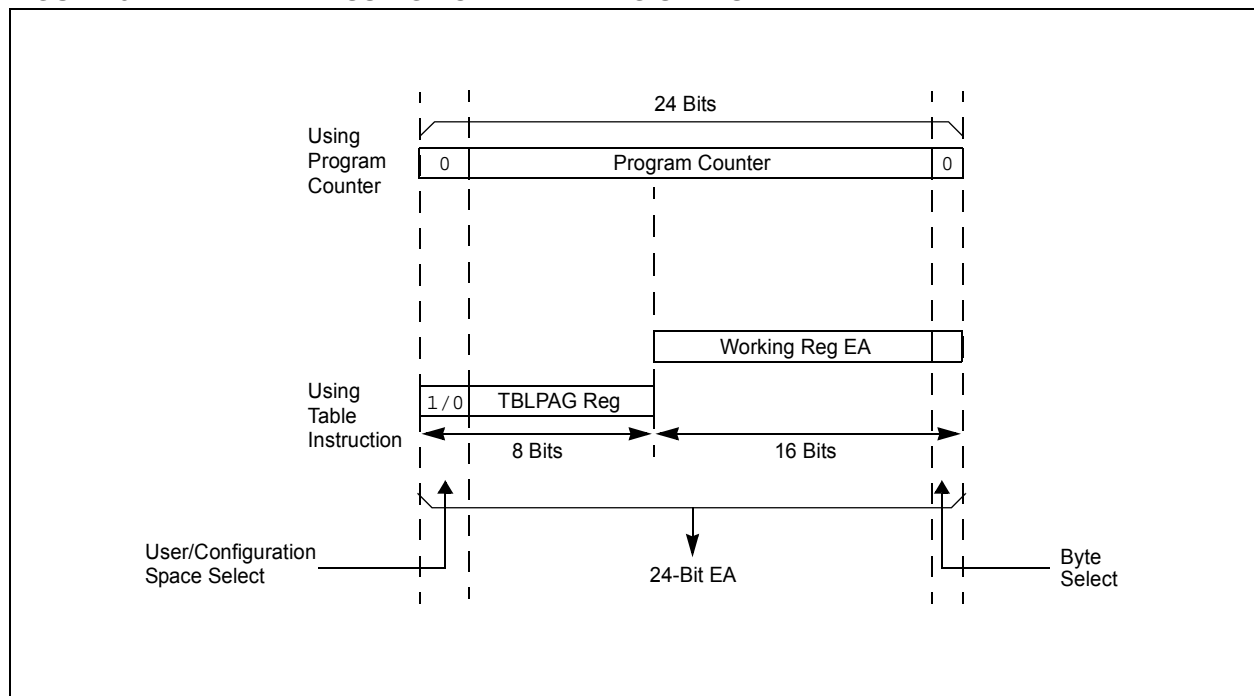 24 Bits
Using
Program
Counter
0
Program Counter
0
Working Reg EA
Using
Table
Instruction
1/0
TBLPAG Reg
8 Bits
16 Bits
User/Configuration
Space Select
24-Bit EA
Byte
Select